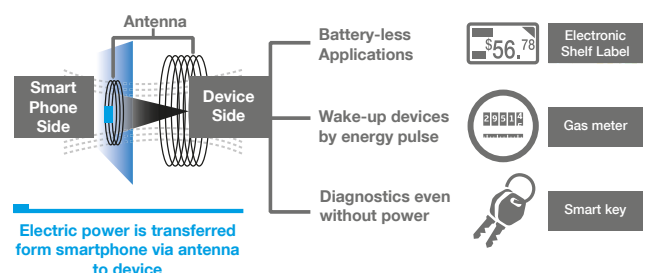 Antenna
Smart
Phone
Side
Device
Side
Electric power is transferred
form smartphone via antenna
to device
Battery-less
Applications
$56.78
Electronic
Shelf Label
Wake-up devices
by energy pulse
Gas meter
Diagnostics even
without power
Smart key